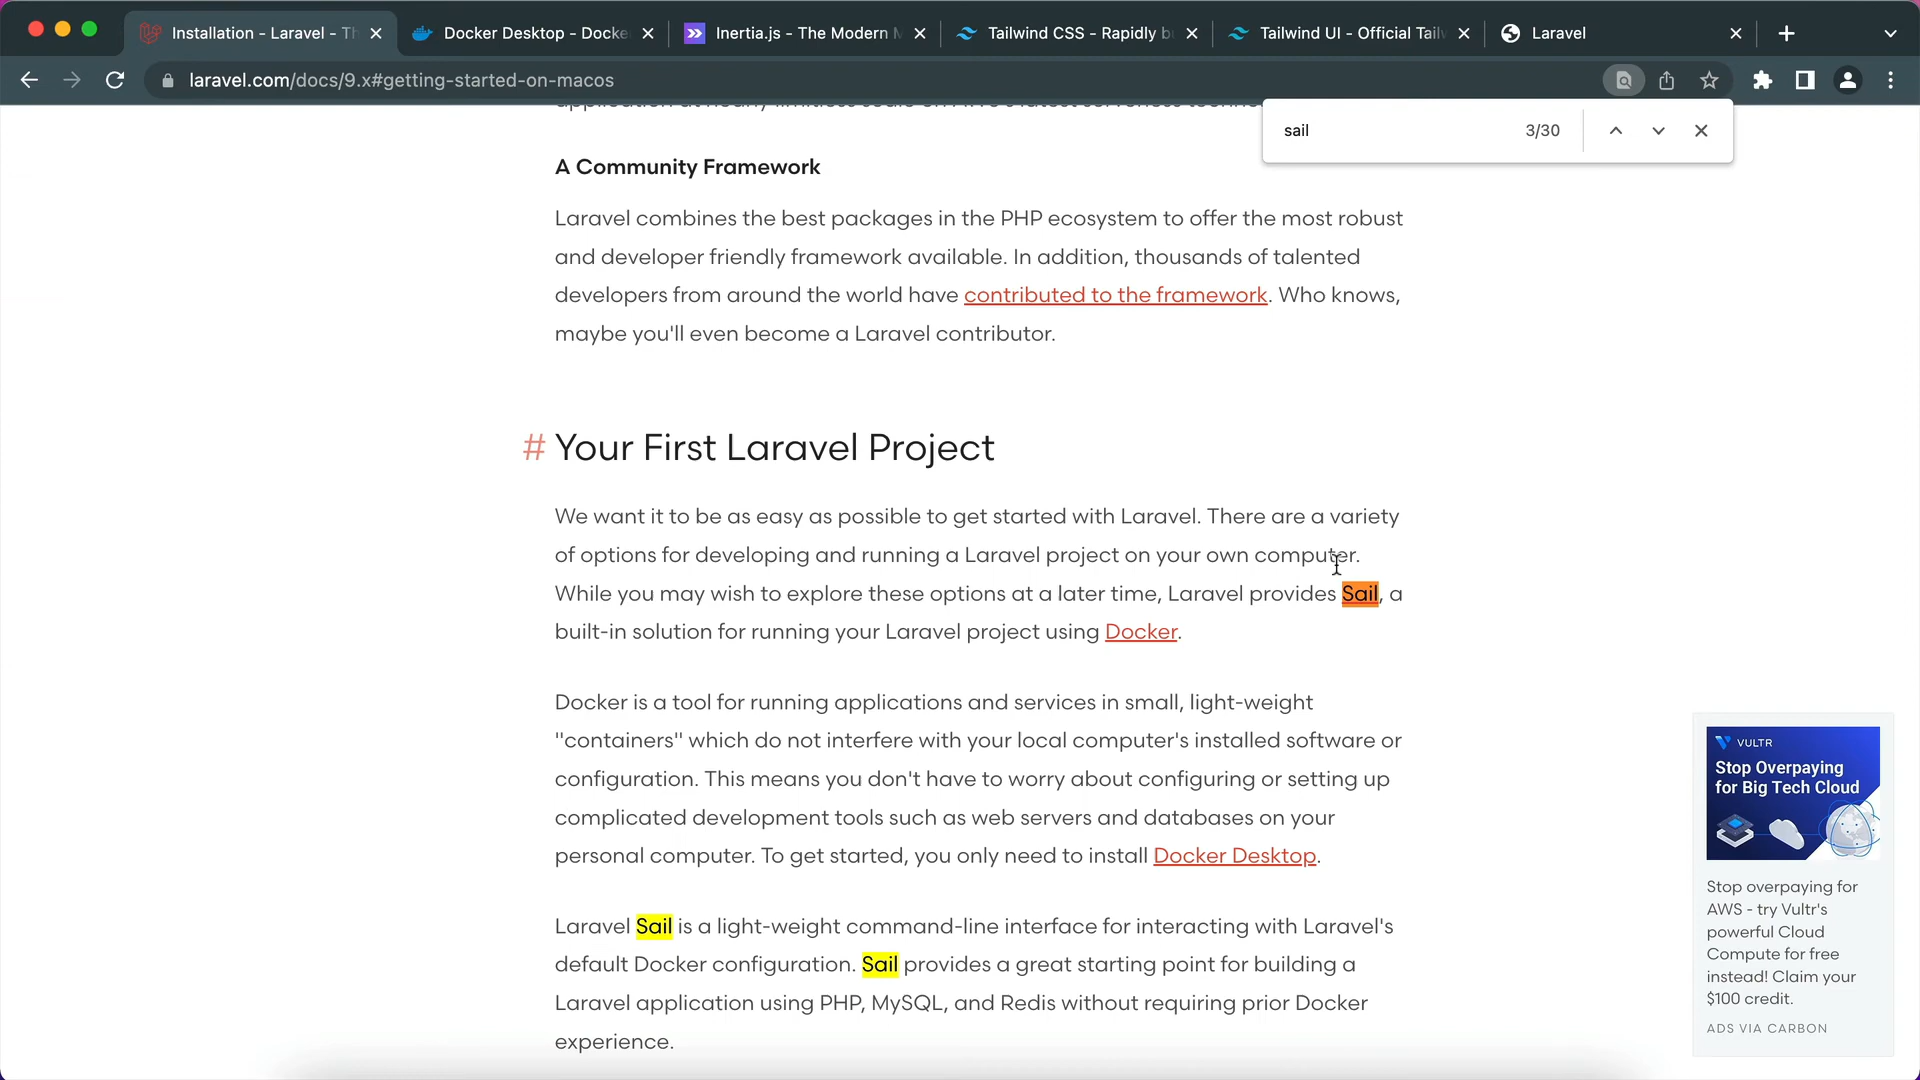 Installation - Laravel - Th
Docker Desktop - Docke
Inertia.js - The Modern M
Tailwind CSS - Rapidly b
Tailwind UI - Official Tail
Laravel
laravel.com/docs/9.x#getting-started-on-macos
sail
3/30
A Community Framework
Laravel combines the best packages in the PHP ecosystem to offer the most robust
and developer friendly framework available. In addition, thousands of talented
developers from around the world have contributed to the framework. Who knows,
maybe you'll even become a Laravel contributor.
# Your First Laravel Project
We want it to be as easy as possible to get started with Laravel. There are a variety
of options for developing and running a Laravel project on your own computer.
While you may wish to explore these options at a later time, Laravel provides Sail, a
built-in solution for running your Laravel project using Docker.
Docker is a tool for running applications and services in small, light-weight
"containers" which do not interfere with your local computer's installed software or
configuration. This means you don't have to worry about configuring or setting up
complicated development tools such as web servers and databases on your
personal computer. To get started, you only need to install Docker Desktop.
Laravel Sail is a light-weight command-line interface for interacting with Laravel's
default Docker configuration. Sail provides a great starting point for building a
Laravel application using PHP, MySQL, and Redis without requiring prior Docker
experience.
VULTR
Stop Overpaying
for Big Tech Cloud
Stop overpaying for
AWS - try Vultr's
powerful Cloud
Compute for free
instead! Claim your
$100 credit.
ADS VIA CARBON